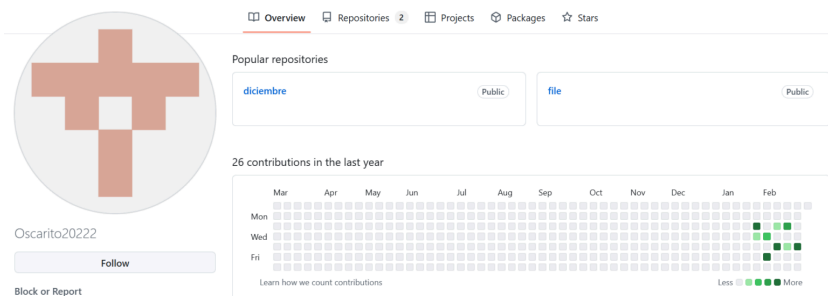 Overview Repositories 2 Projects Packages Stars
Popular repositories
diciembre Public file Public
26 contributions in the last year
Mar Apr May Jun Jul Aug Sep Oct Nov Dec Jan Feb
Mon
Wed
Fri
Learn how we count contributions Less More
Oscarito20222
Follow
Block or Report